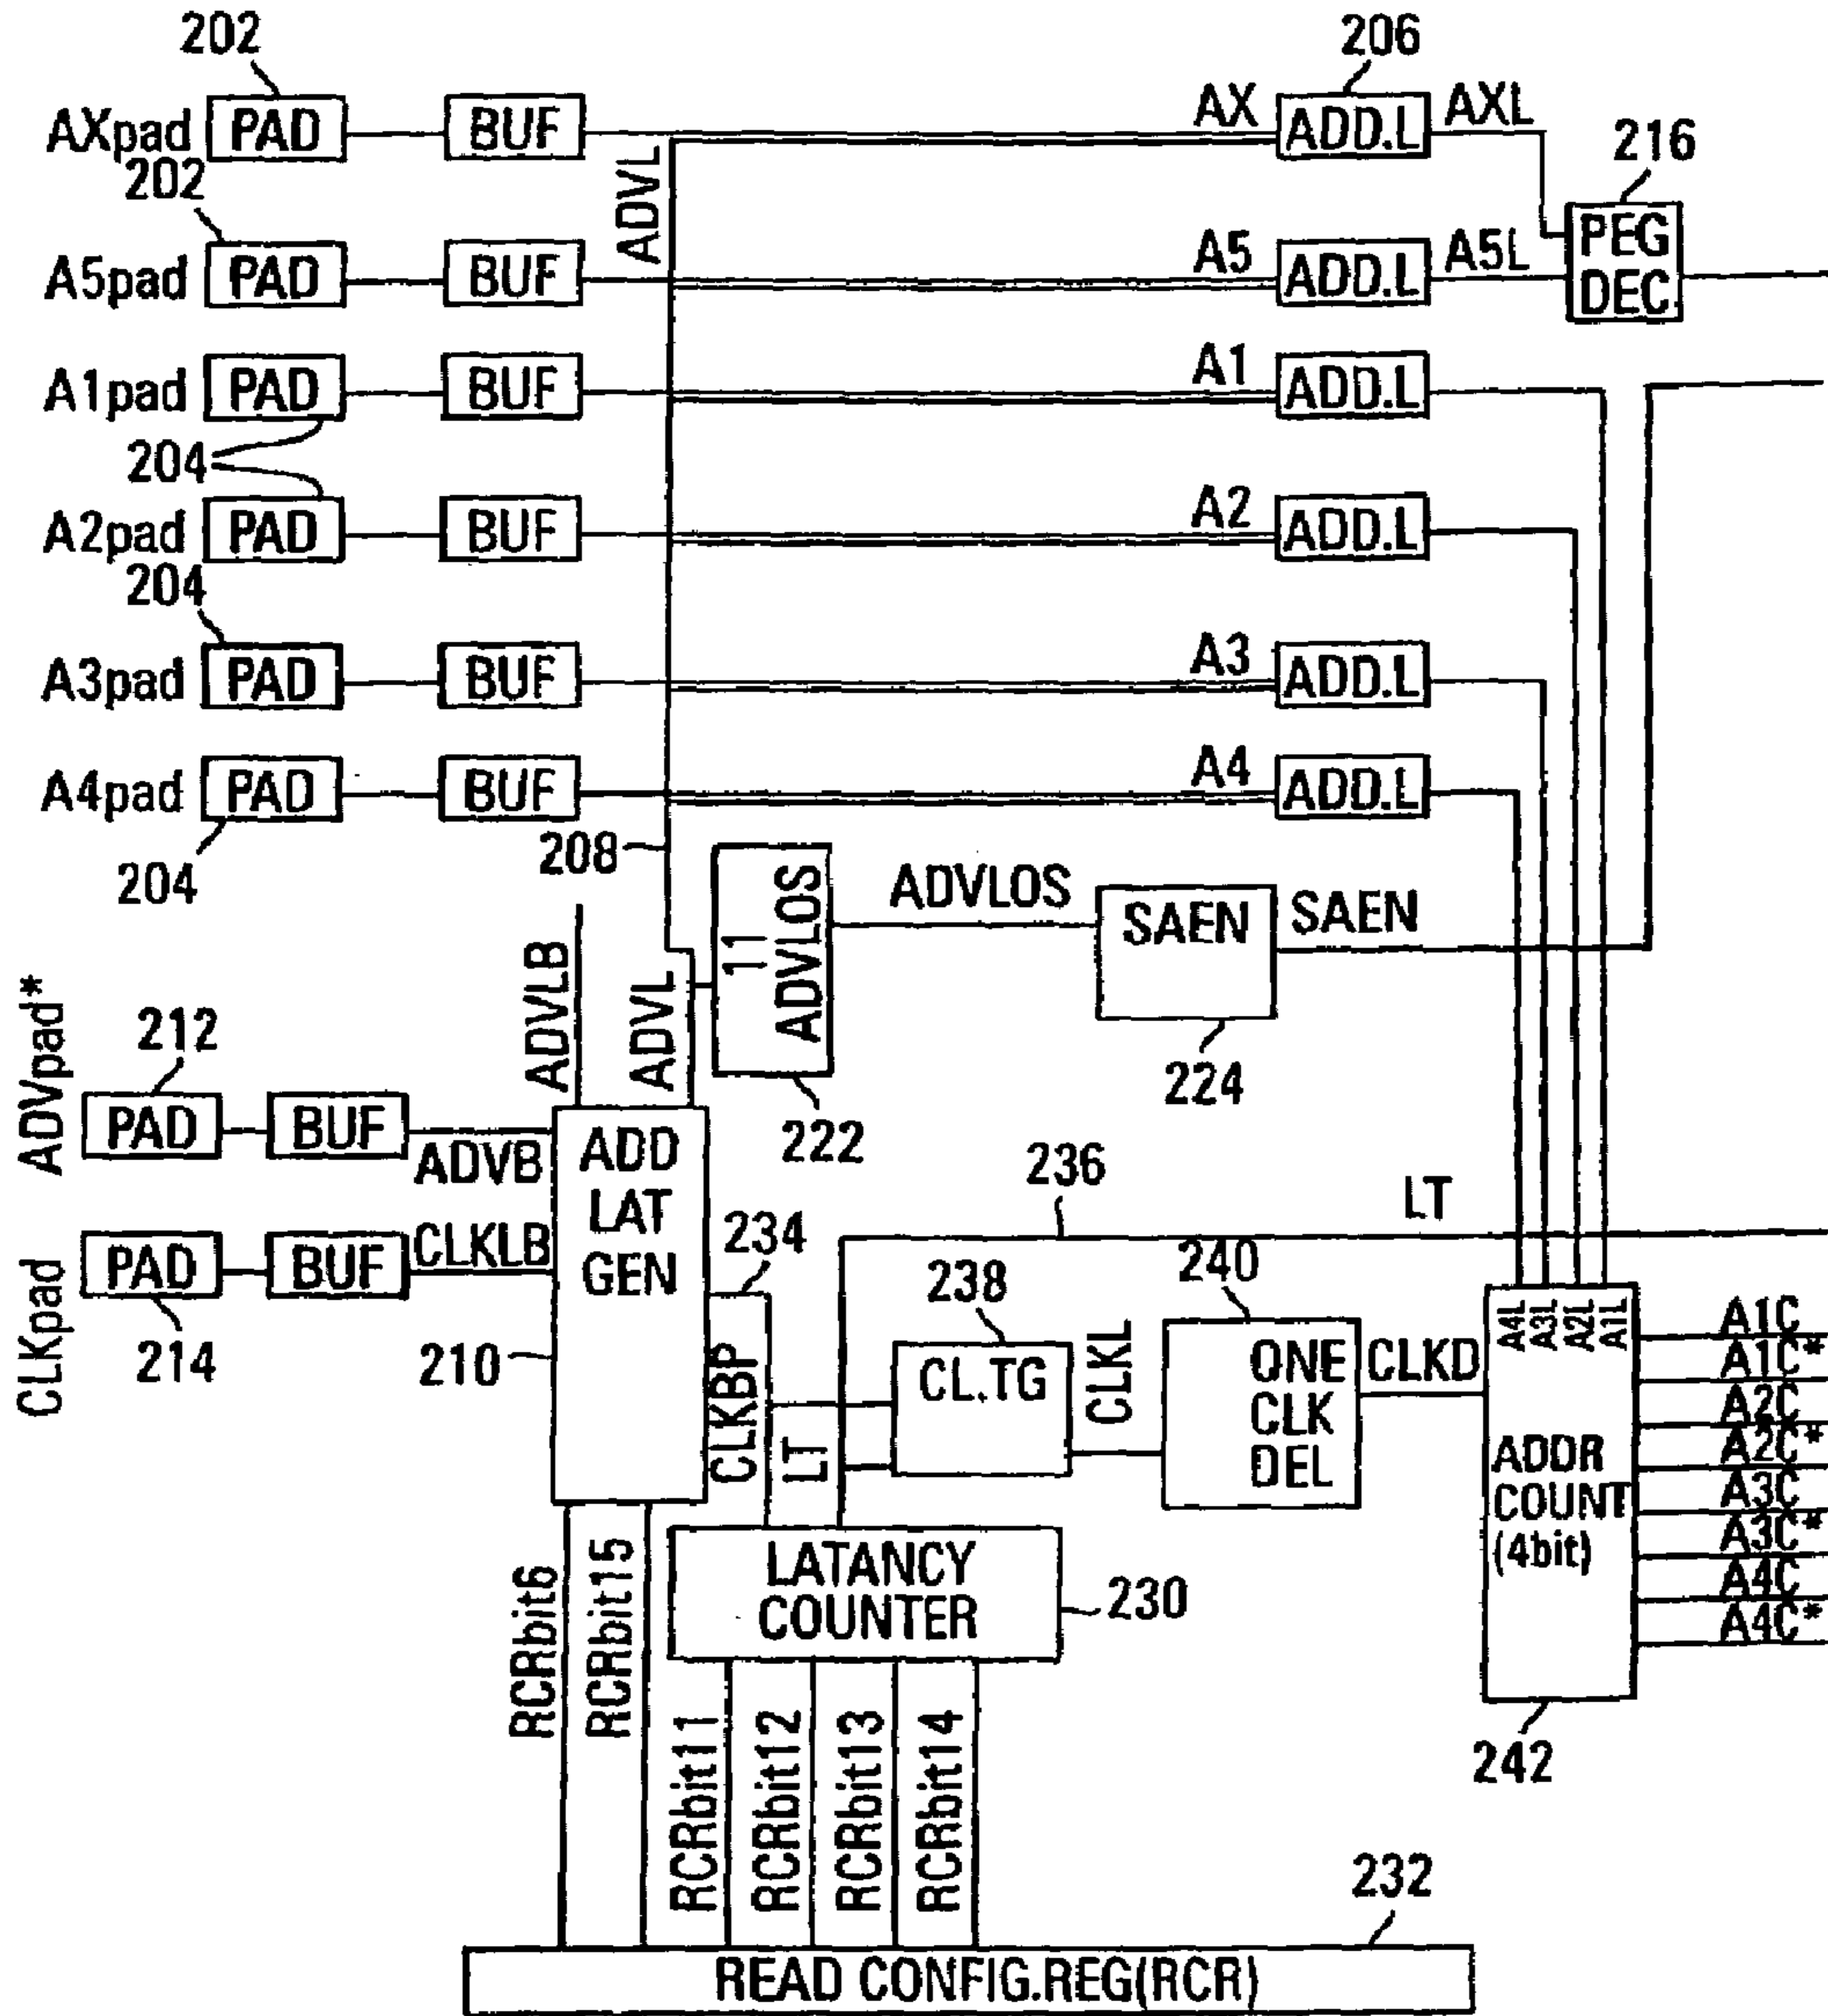 202
206
AXpad PAD BUF AX ADD.L AXL
202
ADVL
216
A5pad PAD BUF A5 ADD.L A5L
PEG
DEC.
A1pad PAD BUF A1 ADD.L
204
A2pad PAD BUF A2 ADD.L
204
A3pad PAD BUF A3 ADD.L
A4pad PAD BUF A4 ADD.L
204
208
11
ADVLOS
ADVLOS
SAEN
SAEN
ADVLB
ADVL
222
224
ADVpad*
212
PAD BUF
ADVB
ADD
LAT
GEN
CLKpad
PAD BUF
CLKLB
214
210
234
236
LT
CLKBP
LT
238
CL.TG
CLKL
240
ONE
CLK
DEL
CLKD
A4L
A3L
A2L
A1L
ADDR
COUNT
(4bit)
A1C
A1C*
A2C
A2C*
A3C
A3C*
A4C
A4C*
242
LATANCY
COUNTER
230
RCRbit6
RCRbit15
RCRbit11
RCRbit12
RCRbit13
RCRbit14
232
READ CONFIG.REG(RCR)